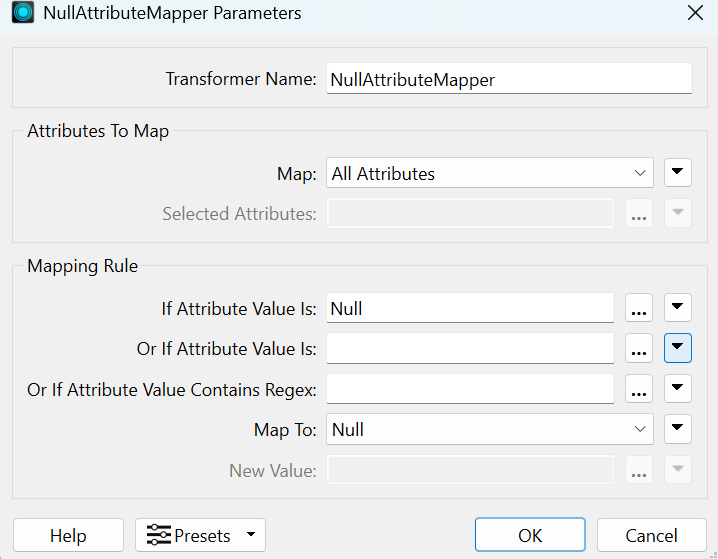 NullAttributeMapper Parameters
Transformer Name: NullAttributeMapper
Attributes To Map
Map: All Attributes
Selected Attributes: ...
Mapping Rule
If Attribute Value Is: Null ...
Or If Attribute Value Is: ...
Or If Attribute Value Contains Regex: ...
Map To: Null
New Value: ...
Help Presets OK Cancel